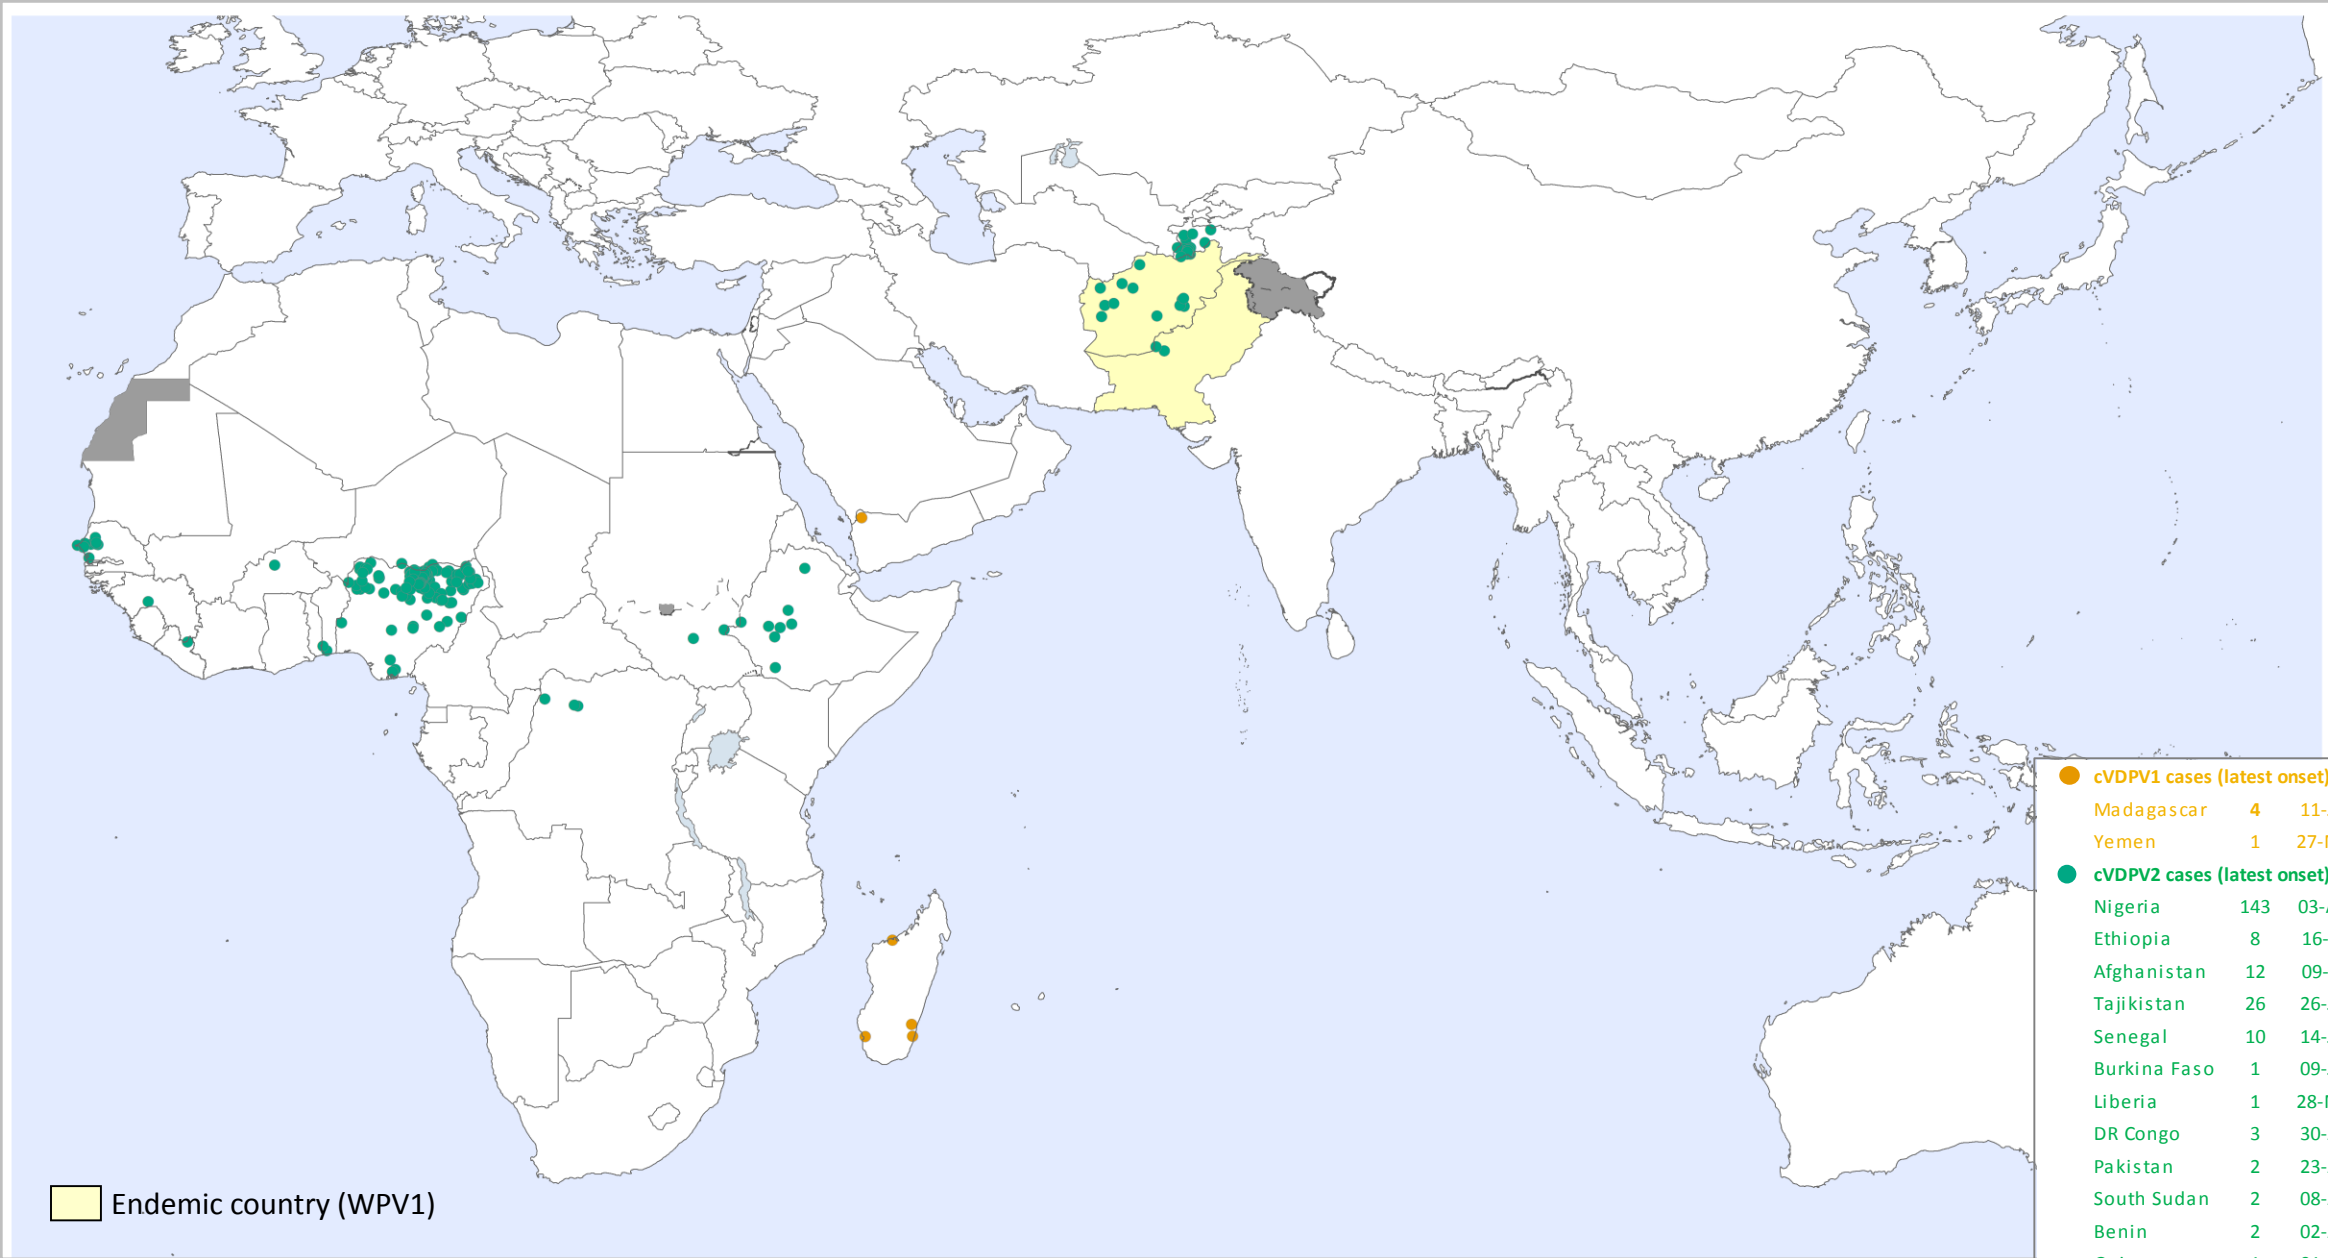 cVDPV1 cases (latest onset)
Madagascar 4 11-
Yemen 1 27-
cVDPV2 cases (latest onset)
Nigeria 143 03-
Ethiopia 8 16-
Afghanistan 12 09-
Tajikistan 26 26-
Senegal 10 14-
Burkina Faso 1 09-
Liberia 1 28-
DR Congo 3 30-
Pakistan 2 23-
South Sudan 2 08-
Benin 2 02-
Endemic country (WPV1)